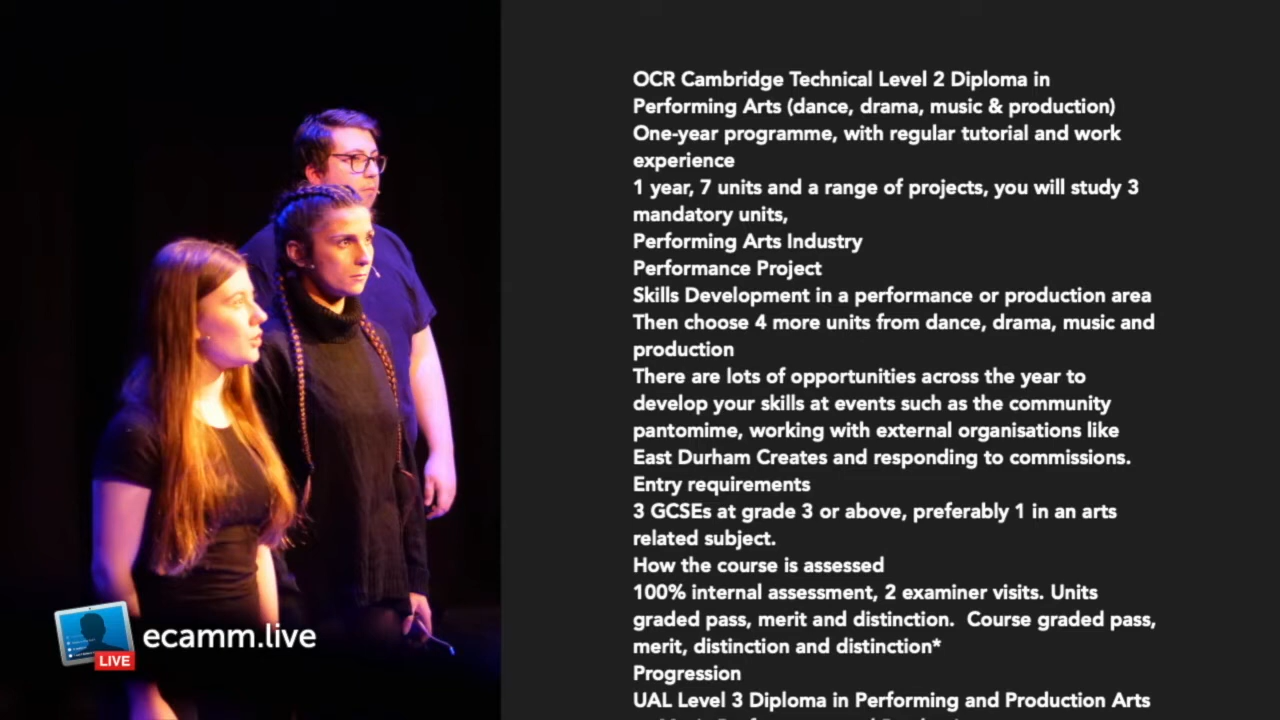 OCR Cambridge Technical Level 2 Diploma in
Performing Arts (dance, drama, music & production)
One-year programme, with regular tutorial and work
experience
1 year, 7 units and a range of projects, you will study 3
mandatory units,
Performing Arts Industry
Performance Project
Skills Development in a performance or production area
Then choose 4 more units from dance, drama, music and
production
There are lots of opportunities across the year to
develop your skills at events such as the community
pantomime, working with external organisations like
East Durham Creates and responding to commissions.
Entry requirements
3 GCSEs at grade 3 or above, preferably 1 in an arts
related subject.
How the course is assessed
100% internal assessment, 2 examiner visits. Units
graded pass, merit and distinction.  Course graded pass,
merit, distinction and distinction*
Progression
UAL Level 3 Diploma in Performing and Production Arts
LIVE
ecamm.live